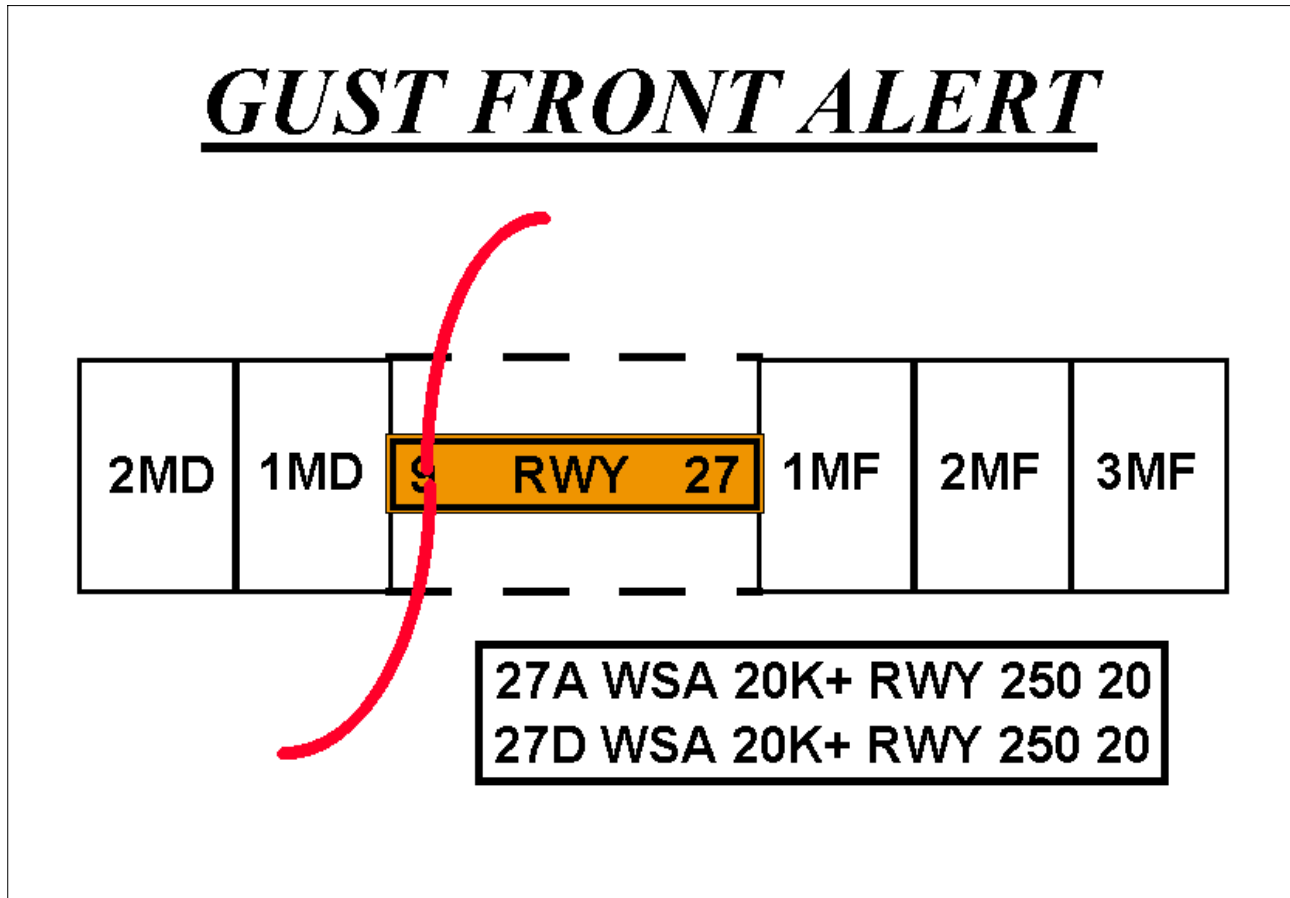 GUST FRONT ALERT
2MD 1MD 9 RWY 27 1MF 2MF 3MF
27A WSA 20K+ RWY 250 20
27D WSA 20K+ RWY 250 20